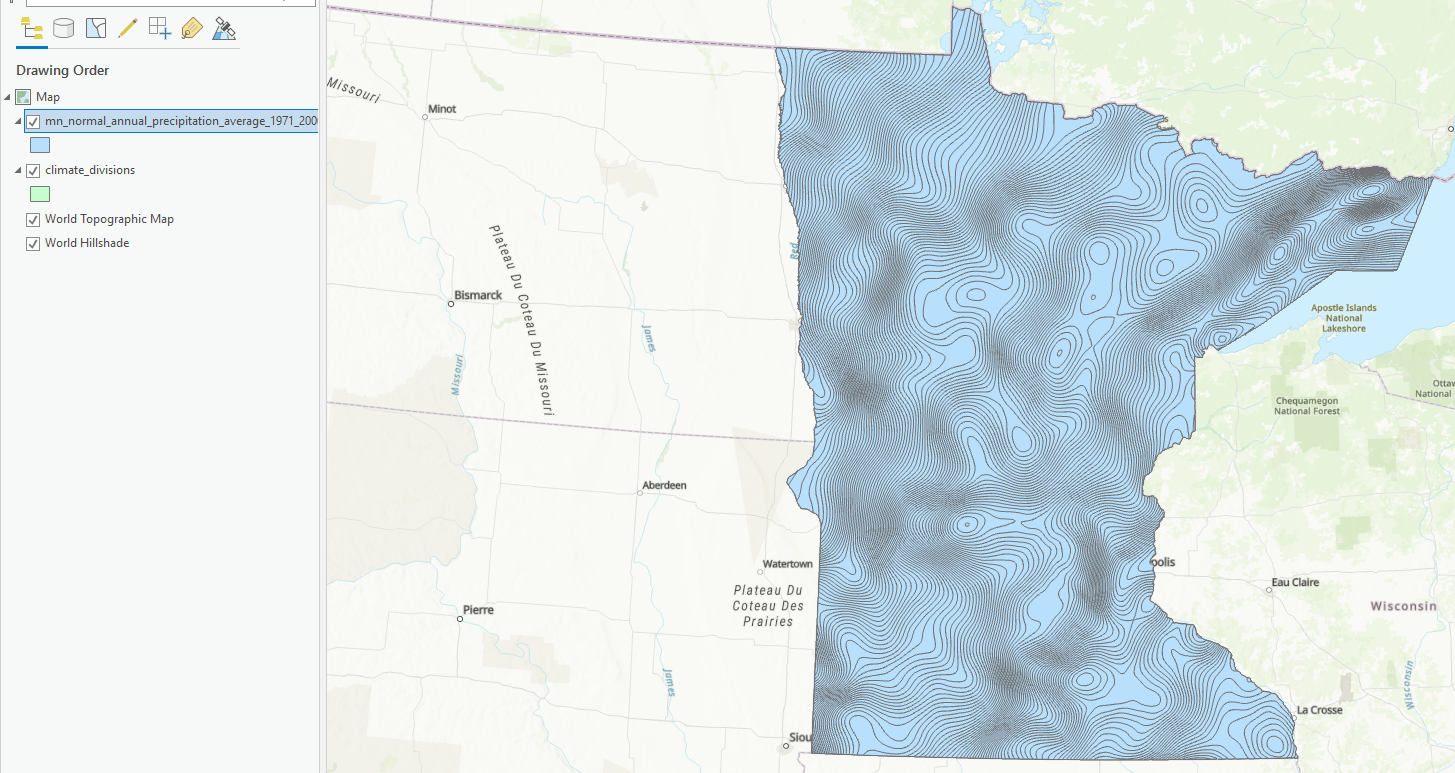 Drawing Order
Map
mn_normal_annual_precipitation_average_1971_200
climate_divisions
World Topographic Map
World Hillshade
Missouri
Minot
Red
Plateau Du Coteau Du Missouri
Bismarck
James
Missouri
Apostle Islands
National
Lakeshore
Ottaw
National
Chequamegon
National Forest
Aberdeen
Watertown
olis
Eau Claire
Plateau Du
Coteau Des
Prairies
Pierre
Wisconsin
James
Wisconsin
La Crosse
Siou